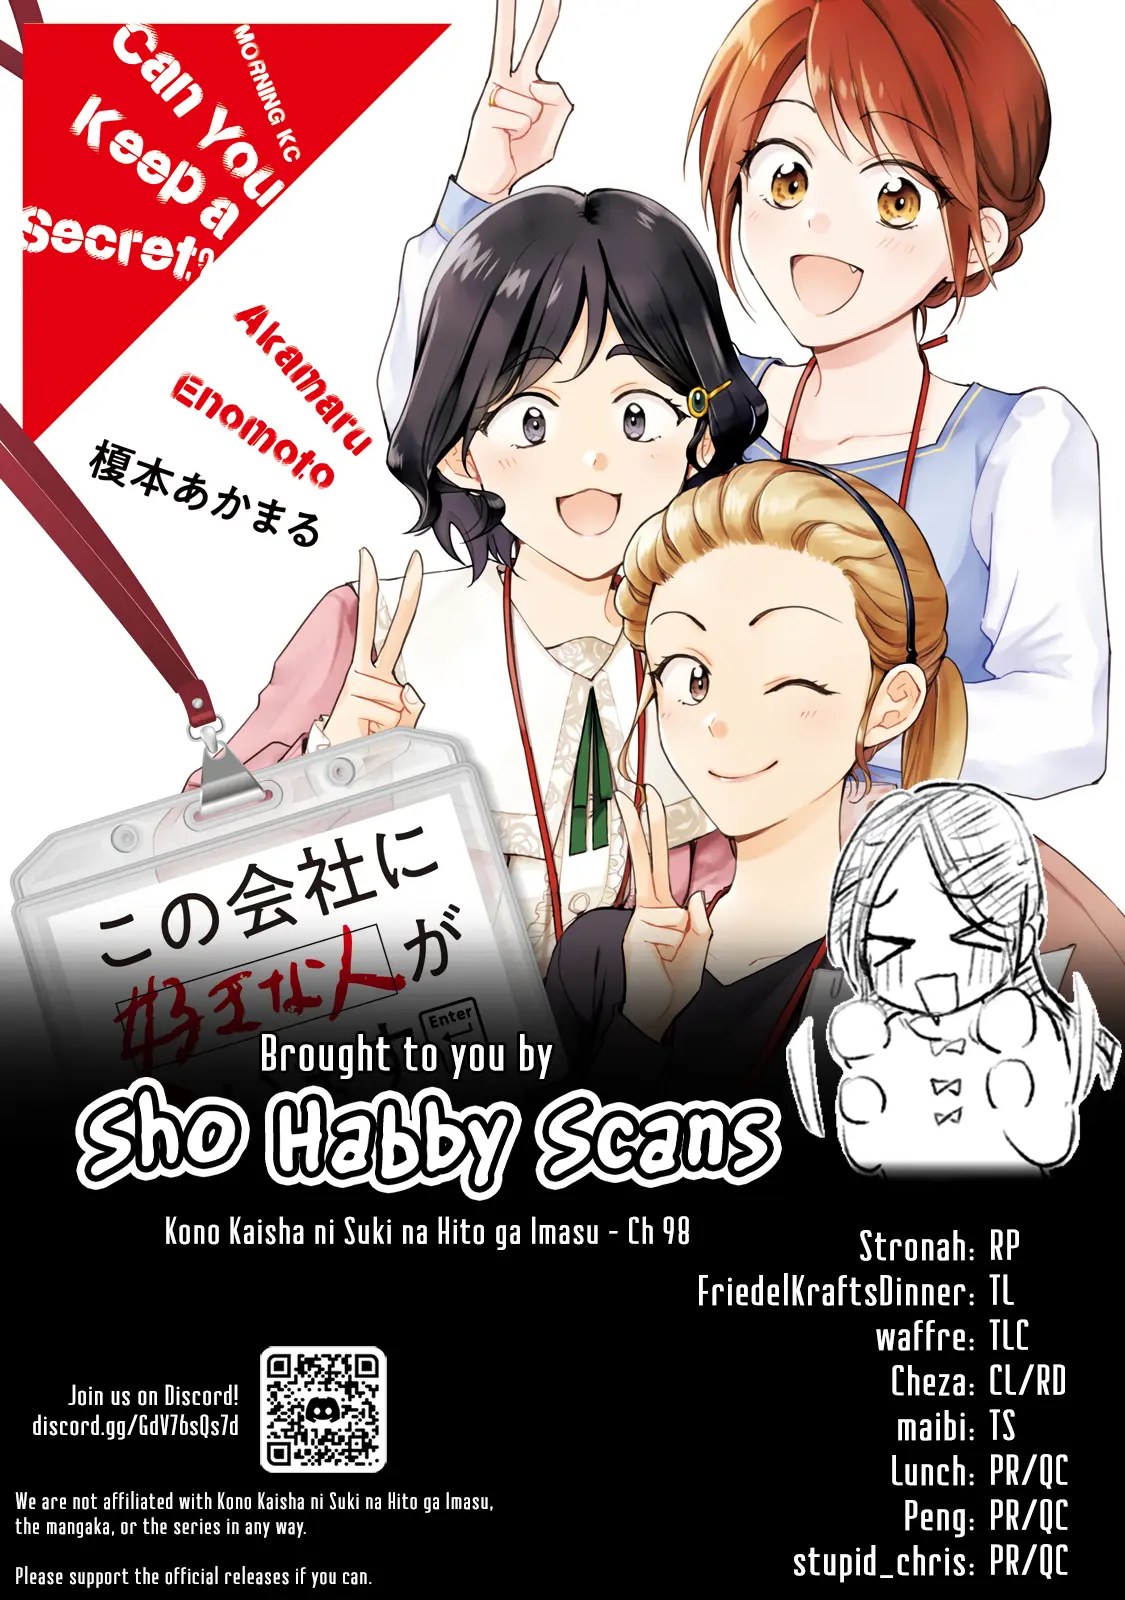 MORNING KC
Can You
Keep a
Secret?
Akamaru
Enomoto
榎本あかまる
この会社に
好きな人が
Enter
Brought to you by
Sho Habby Scans
Kono Kaisha ni Suki na Hito ga Imasu - Ch 98
Stronah: RP
FriedelKraftsDinner: TL
waffre: TLC
Cheza: CL/RD
maibi: TS
Lunch: PR/QC
Peng: PR/QC
stupid_chris: PR/QC
Join us on Discord!
discord.gg/GdV76sQs7d
We are not affiliated with Kono Kaisha ni Suki na Hito ga Imasu,
the mangaka, or the series in any way.
Please support the official releases if you can.